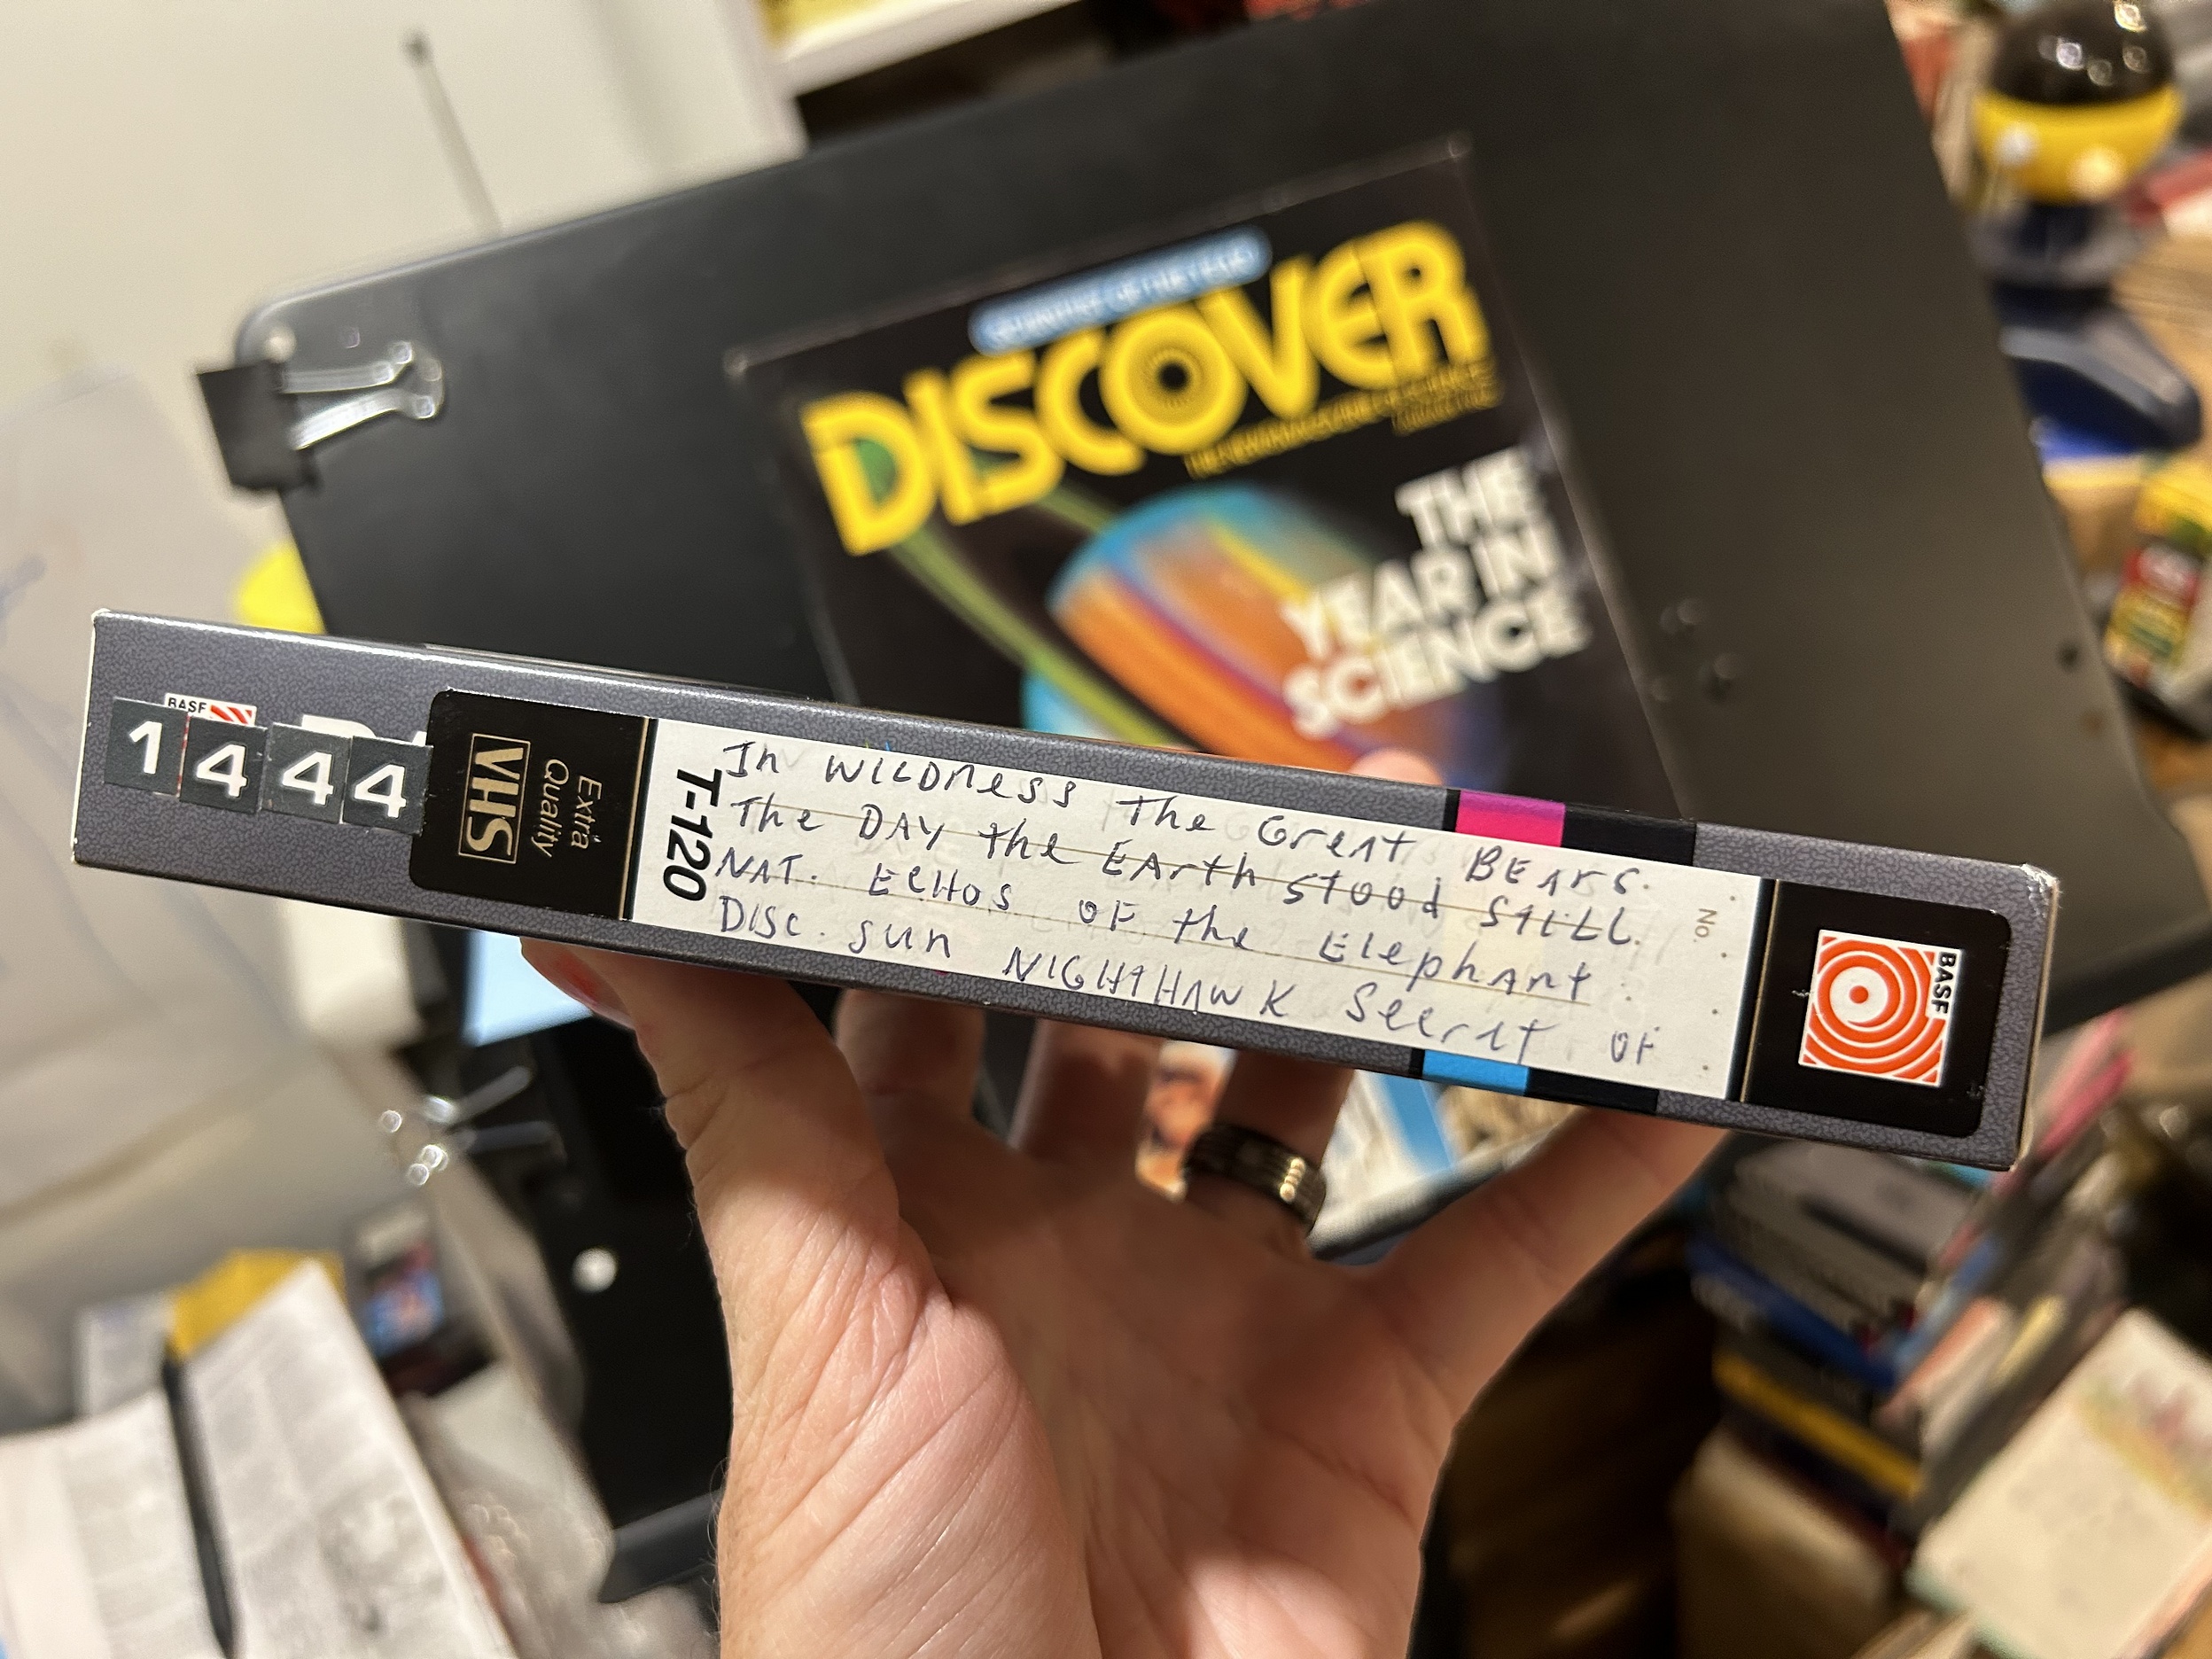 DISCOVER
THE
YEAR IN
SCIENCE
BASF
1444
Extra
Quality
VHS
T-120
In WILDness The Great BEArs.
The DAY the EArth stood STILL.
NAT. EcHos OF the Elephant.
DISC. sun NIGHTHAWK Secrat OF
No.
BASF